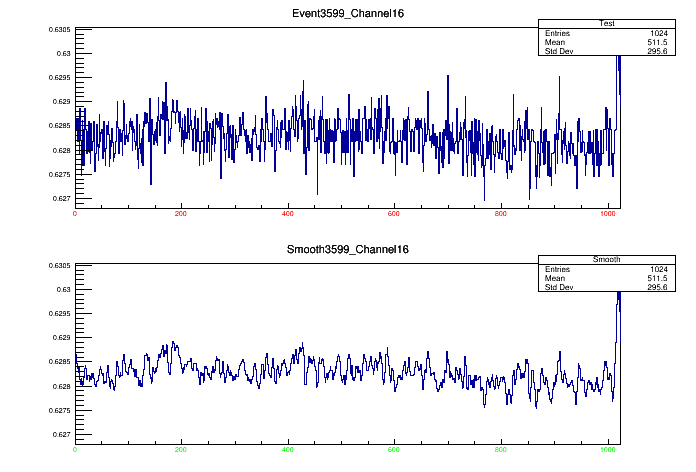 Event3599_Channel16
Test
Entries 1024
Mean 511.5
Std Dev 295.6
0.6305
0.63
0.6295
0.629
0.6285
0.628
0.6275
0.627
0 200 400 600 800 1000
Smooth3599_Channel16
Smooth
Entries 1024
Mean 511.5
Std Dev 295.6
0.6305
0.63
0.6295
0.629
0.6285
0.628
0.6275
0.627
0 200 400 600 800 1000